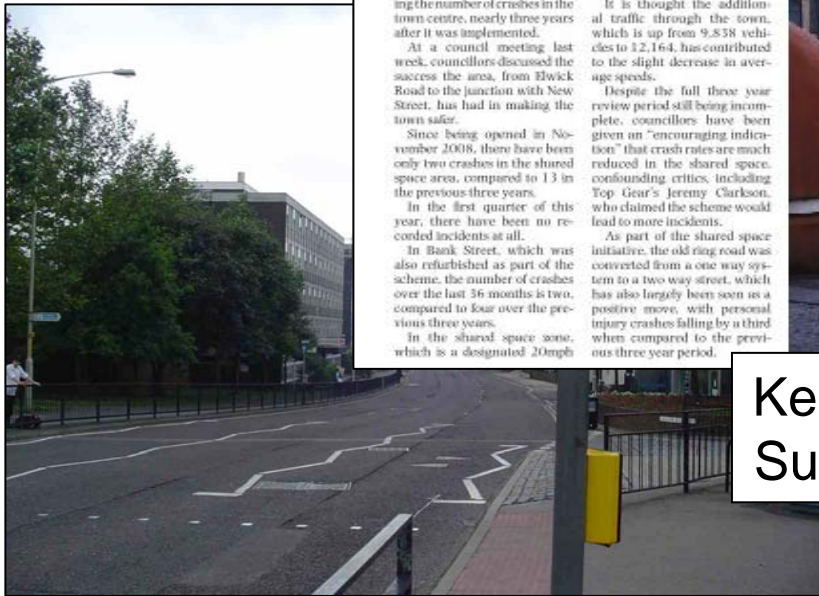 ing the number of crashes in the
town centre, nearly three years
after it was implemented.
At a council meeting last
week, councillors discussed the
success the area, from Elwick
Road to the junction with New
Street, has had in making the
town safer.
Since being opened in No-
vember 2008, there have been
only two crashes in the shared
space area, compared to 13 in
the previous three years.
In the first quarter of this
year, there have been no re-
corded incidents at all.
In Bank Street, which was
also refurbished as part of the
scheme, the number of crashes
over the last 36 months is two,
compared to four over the pre-
vious three years.
In the shared space zone,
which is a designated 20mph
It is thought the addition-
al traffic through the town,
which is up from 9,838 vehi-
cles to 12,164, has contributed
to the slight decrease in aver-
age speeds.
Despite the full three year
review period still being incom-
plete, councillors have been
given an "encouraging indica-
tion" that crash rates are much
reduced in the shared space,
confounding critics, including
Top Gear's Jeremy Clarkson,
who claimed the scheme would
lead to more incidents.
As part of the shared space
initiative, the old ring road was
converted from a one way sys-
tem to a two way street, which
has also largely been seen as a
positive move, with personal
injury crashes falling by a third
when compared to the previ-
ous three year period.
Ke
Su